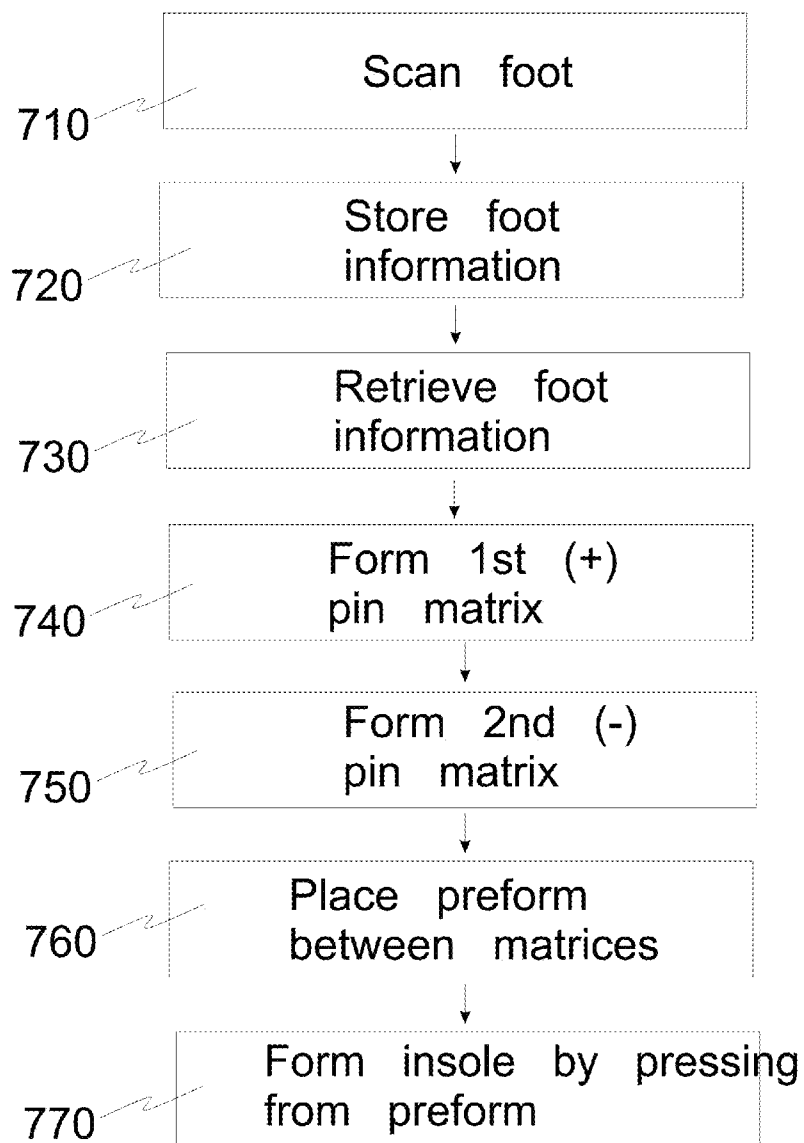 Scan foot
710
Store foot
information
720
Retrieve foot
information
730
Form 1st (+)
pin matrix
740
Form 2nd (-)
pin matrix
750
Place preform
between matrices
760
Form insole by pressing
from preform
770